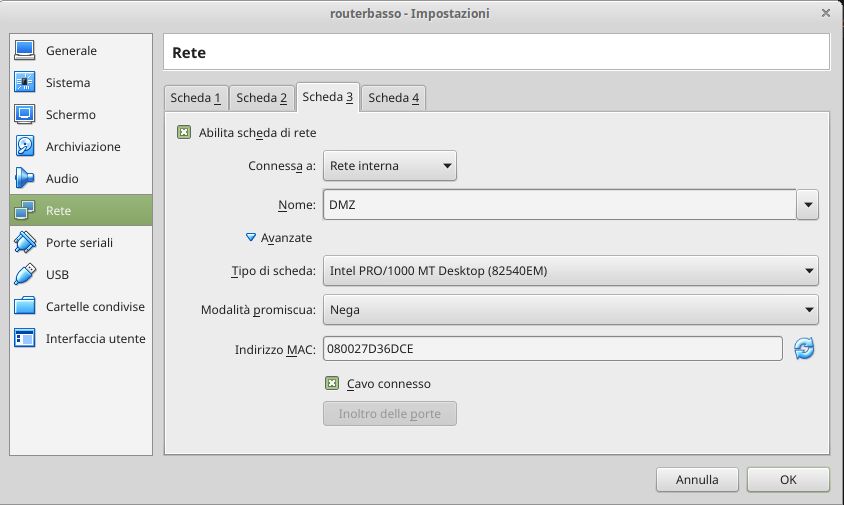 routerbasso - Impostazioni
Generale
Sistema
Schermo
Archiviazione
Audio
Rete
Porte seriali
USB
Cartelle condivise
Interfaccia utente
Rete
Scheda 1 Scheda 2 Scheda 3 Scheda 4
Abilita scheda di rete
Connessa a: Rete interna
Nome: DMZ
Avanzate
Tipo di scheda: Intel PRO/1000 MT Desktop (82540EM)
Modalità promiscua: Nega
Indirizzo MAC: 080027D36DCE
Cavo connesso
Inoltro delle porte
Annulla OK